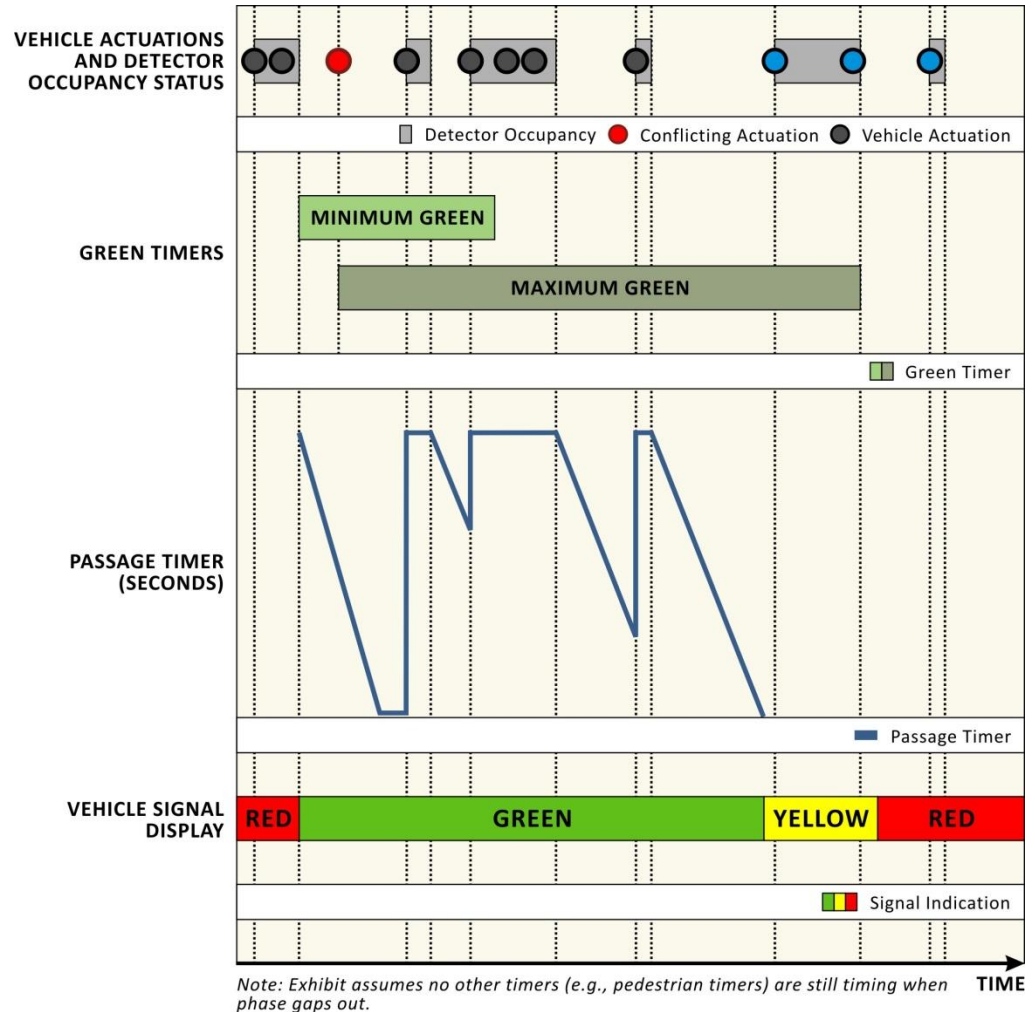 VEHICLE ACTUATIONS
AND DETECTOR
OCCUPANCY STATUS
Detector Occupancy
Conflicting Actuation
Vehicle Actuation
MINIMUM GREEN
GREEN TIMERS
MAXIMUM GREEN
Green Timer
PASSAGE TIMER
(SECONDS)
Passage Timer
VEHICLE SIGNAL
DISPLAY
RED
GREEN
YELLOW
RED
Signal Indication
TIME
Note: Exhibit assumes no other timers (e.g., pedestrian timers) are still timing when
phase gaps out.